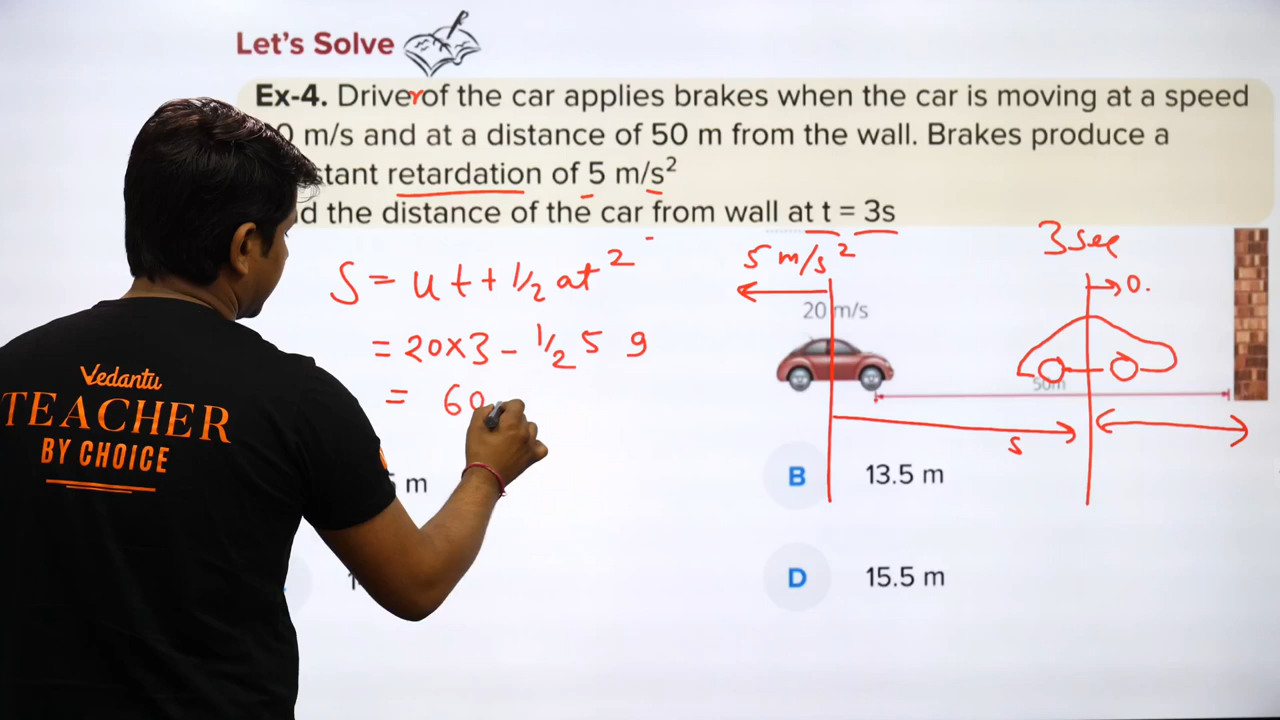 Let's Solve
Ex-4. Driver of the car applies brakes when the car is moving at a speed
0 m/s and at a distance of 50 m from the wall. Brakes produce a
stant retardation of 5 m/s²
d the distance of the car from wall at t = 3s
S = ut + 1/2 at²
= 20×3 - 1/2 5 9
= 60
5 m/s²
20 m/s
3 sec
0.
50m
s
m
B 13.5 m
D 15.5 m
Vedantu
TEACHER
BY CHOICE